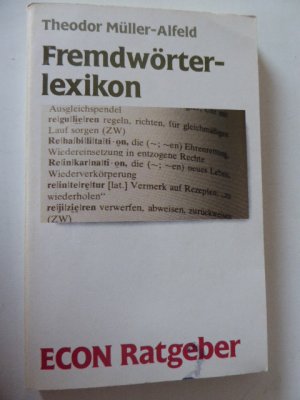 Theodor Müller-Alfeld
Fremdwörter-
lexikon
Ausgleichspendel
re|gu|lie|ren regeln, richten, für gleichmäßigen
Lauf sorgen (ZW)
Re|ha|bi|li|ta|ti·on, die (~; ~en) Ehrenrettung,
Wiedereinsetzung in entzogene Rechte
Re|in|kar|na|ti·on, die (~; ~en) neues Leben,
Wiederverkörperung
re|ite|re|tur [lat.] Vermerk auf Rezepten, „zu
wiederholen“
re|ji|zie|ren verwerfen, abweisen, zurückweisen
(ZW)
ECON Ratgeber